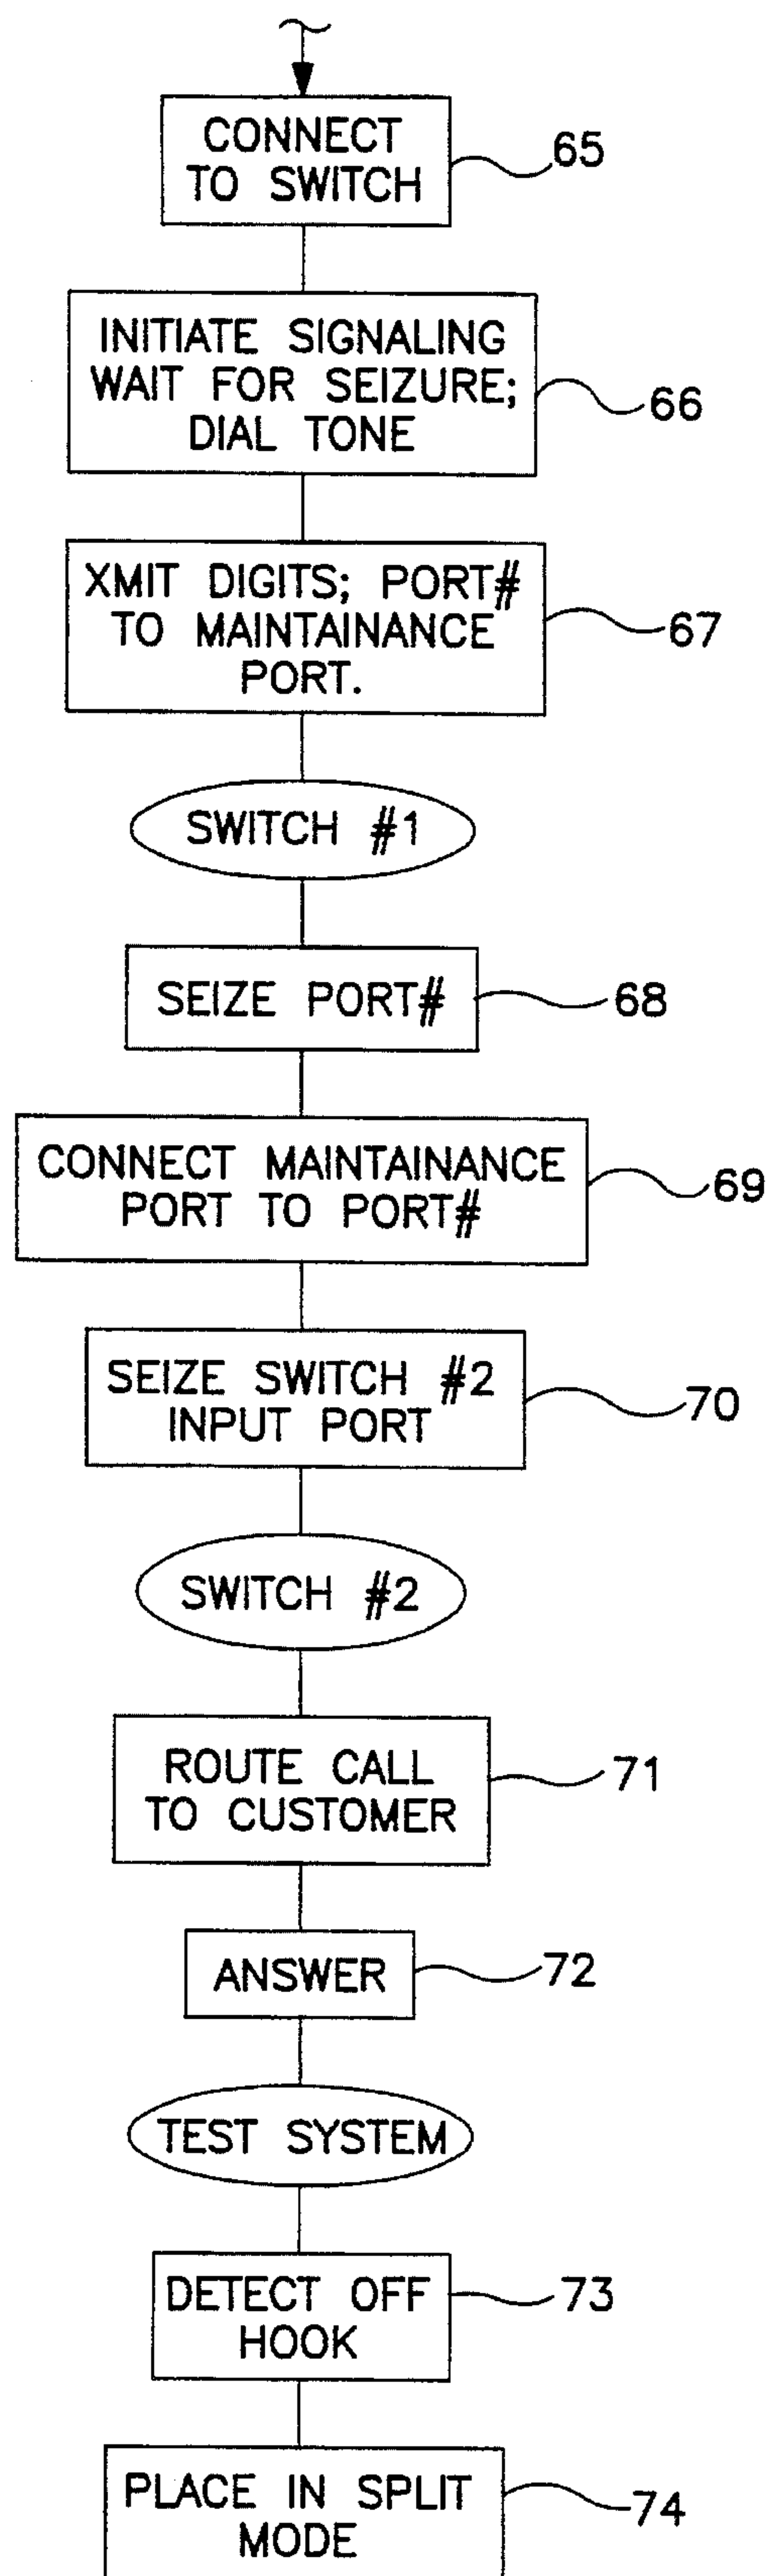 CONNECT
TO SWITCH
65
INITIATE SIGNALING
WAIT FOR SEIZURE;
DIAL TONE
66
XMIT DIGITS; PORT#
TO MAINTAINANCE
PORT.
67
SWITCH #1
SEIZE PORT#
68
CONNECT MAINTAINANCE
PORT TO PORT#
69
SEIZE SWITCH #2
INPUT PORT
70
SWITCH #2
ROUTE CALL
TO CUSTOMER
71
ANSWER
72
TEST SYSTEM
DETECT OFF
HOOK
73
PLACE IN SPLIT
MODE
74